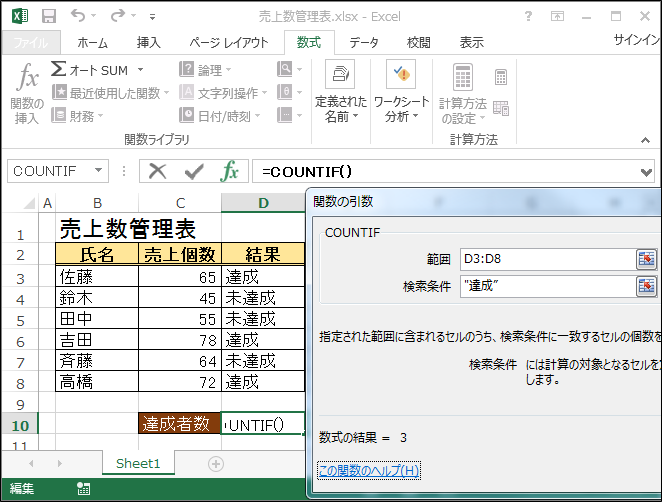 売上数管理表.xlsx - Excel
ファイル ホーム 挿入 ページ レイアウト 数式 データ 校閲 表示 サインイン
fx 関数の挿入
Σ オート SUM
最近使用した関数
財務
論理
文字列操作
日付/時刻
定義された名前
ワークシート分析
計算方法の設定
関数ライブラリ 計算方法
COUNTIF fx =COUNTIF()
A B C D
1 売上数管理表
2 氏名 売上個数 結果
3 佐藤 65 達成
4 鈴木 45 未達成
5 田中 55 未達成
6 吉田 78 達成
7 斉藤 64 未達成
8 高橋 72 達成
9
10 達成者数 UNTIF()
11
関数の引数
COUNTIF
範囲 D3:D8
検索条件 "達成"
指定された範囲に含まれるセルのうち、検索条件に一致するセルの個数を
検索条件 には計算の対象となるセルを
します。
数式の結果 = 3
この関数のヘルプ(H)
Sheet1
編集